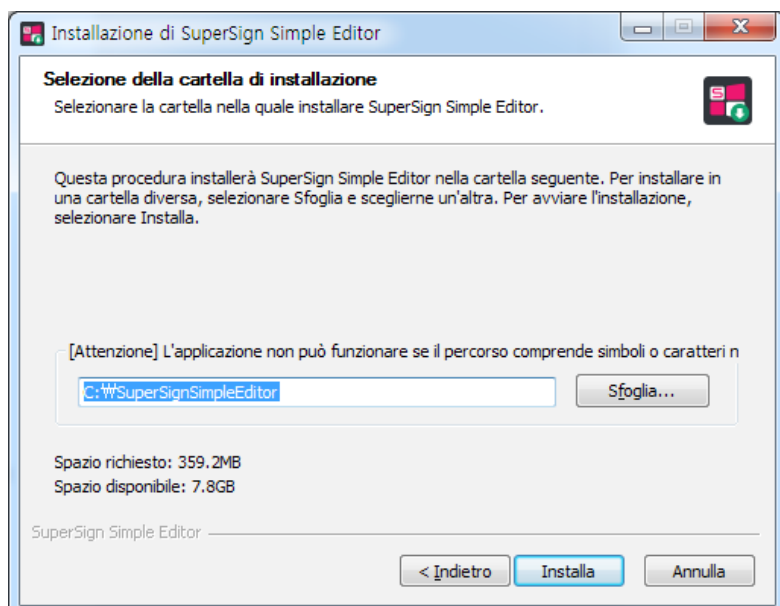 Installazione di SuperSign Simple Editor
Selezione della cartella di installazione
Selezionare la cartella nella quale installare SuperSign Simple Editor.
S
Questa procedura installerà SuperSign Simple Editor nella cartella seguente. Per installare in
una cartella diversa, selezionare Sfoglia e sceglierne un'altra. Per avviare l'installazione,
selezionare Installa.
[Attenzione] L'applicazione non può funzionare se il percorso comprende simboli o caratteri n
C:₩SuperSignSimpleEditor
Sfoglia...
Spazio richiesto: 359.2MB
Spazio disponibile: 7.8GB
SuperSign Simple Editor
< Indietro
Installa
Annulla